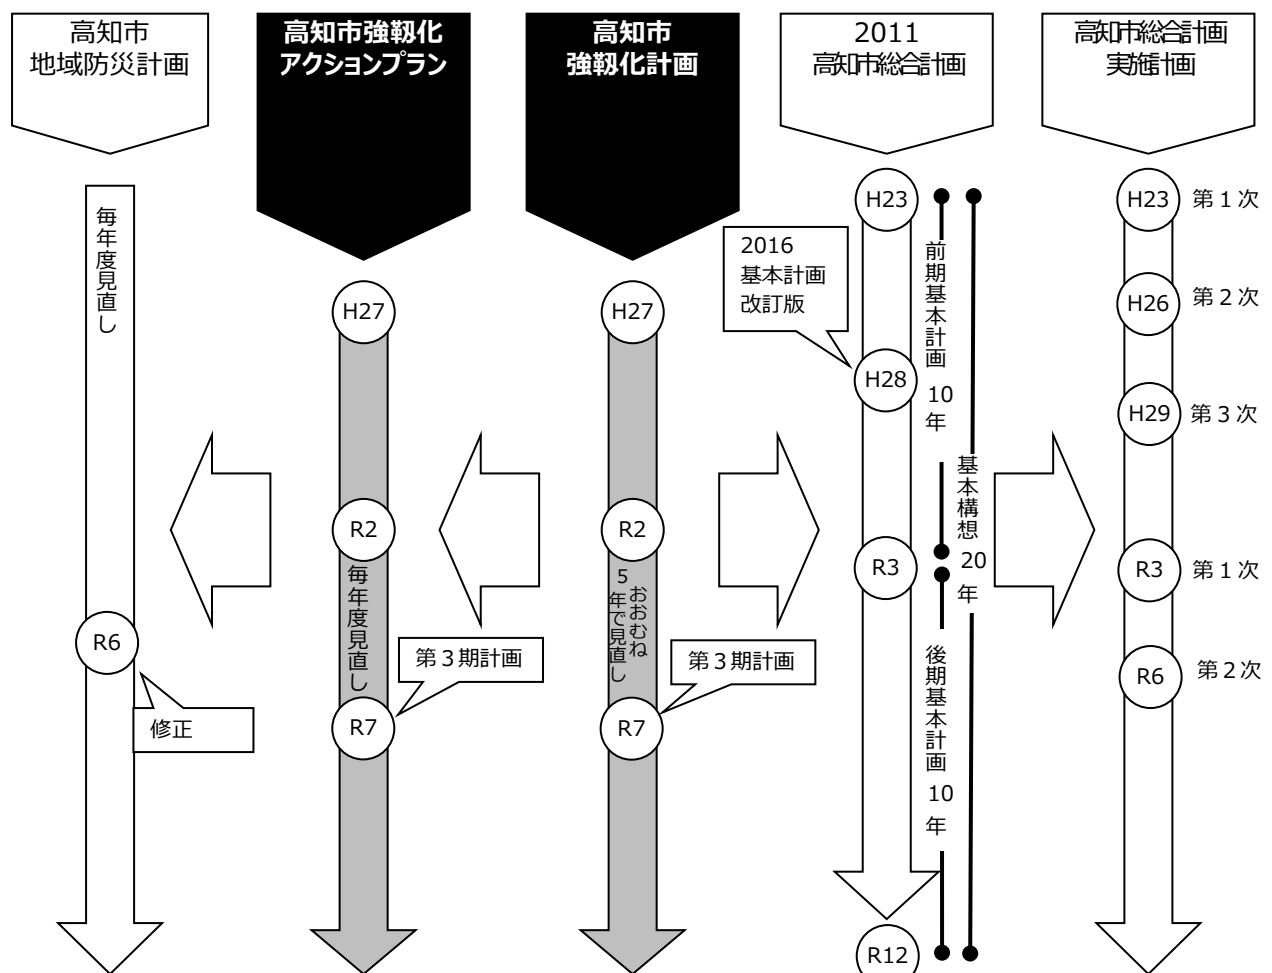 高知市
地域防災計画
毎年度見直し
R6
修正
高知市強靱化
アクションプラン
H27
R2
毎年度見直し
第３期計画
R7
高知市
強靱化計画
H27
R2
おおむね
５年で見直し
第３期計画
R7
2011
高知市総合計画
H23
2016
基本計画
改訂版
H28
R3
R12
前期基本計画 10年
後期基本計画 10年
基本構想 20年
高知市総合計画
実施計画
H23 第１次
H26 第２次
H29 第３次
R3 第１次
R6 第２次